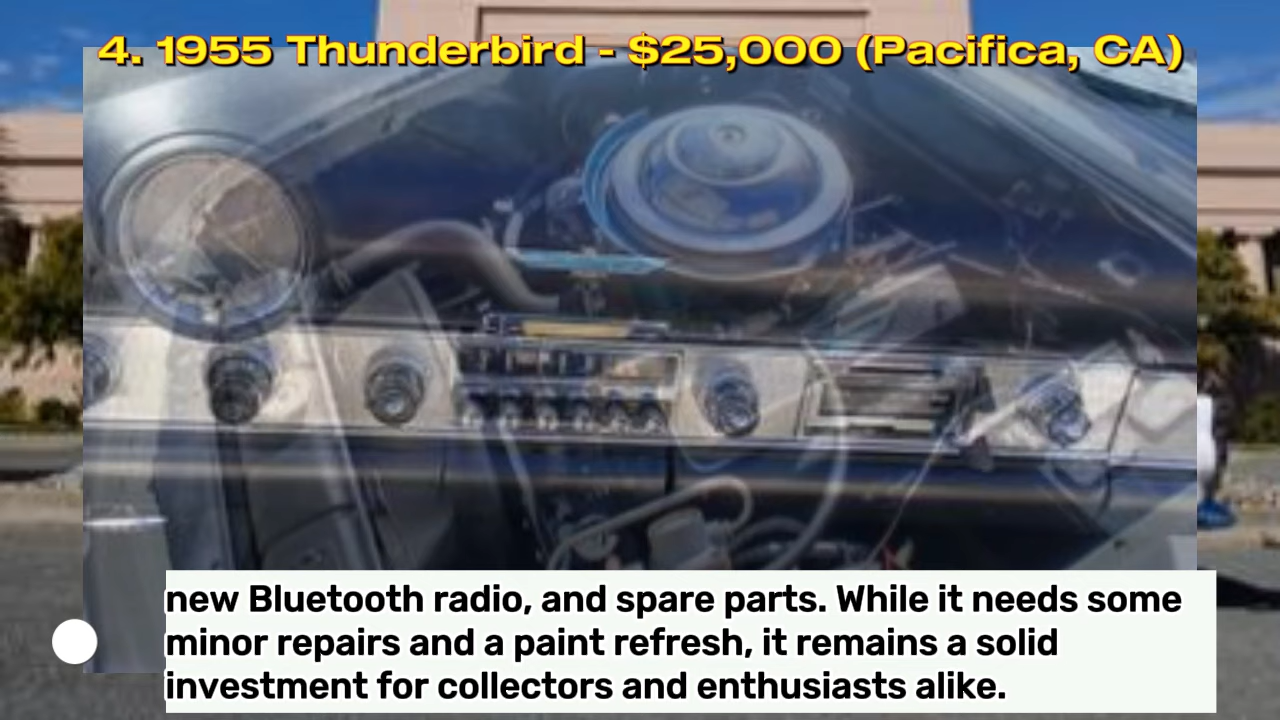 4. 1955 Thunderbird - $25,000 (Pacifica, CA)
new Bluetooth radio, and spare parts. While it needs some
minor repairs and a paint refresh, it remains a solid
investment for collectors and enthusiasts alike.